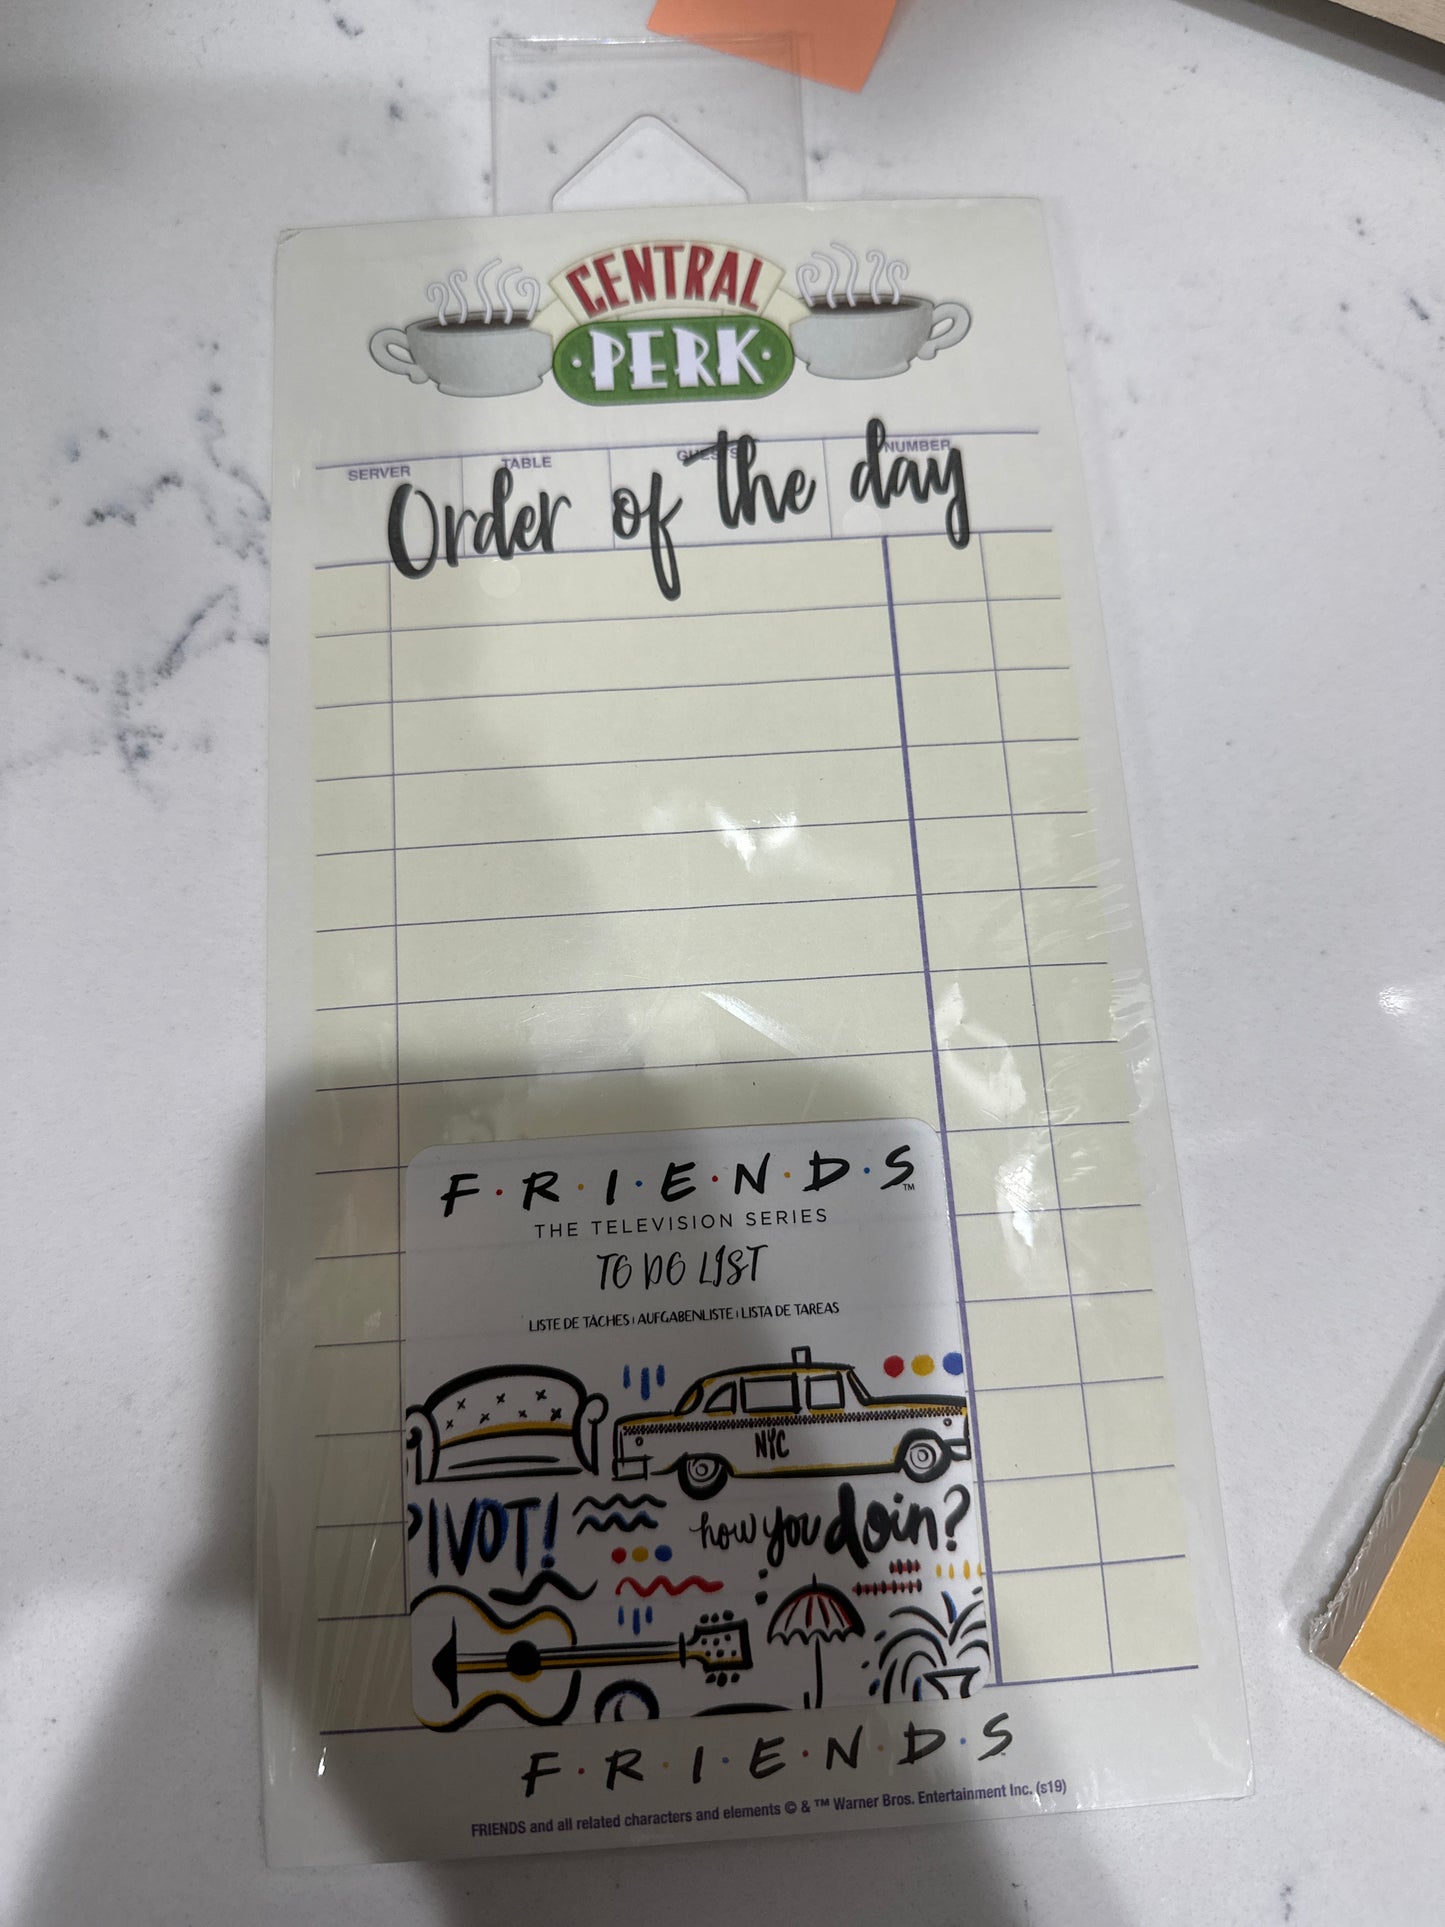 CENTRAL
·PERK·
SERVER TABLE GUESTS NUMBER
Order of the day
F·R·I·E·N·D·S™
THE TELEVISION SERIES
TO DO LIST
LISTE DE TÂCHES | AUFGABENLISTE | LISTA DE TAREAS
NYC
PIVOT!
how you doin?
F·R·I·E·N·D·S
FRIENDS and all related characters and elements © & ™ Warner Bros. Entertainment Inc. (s19)